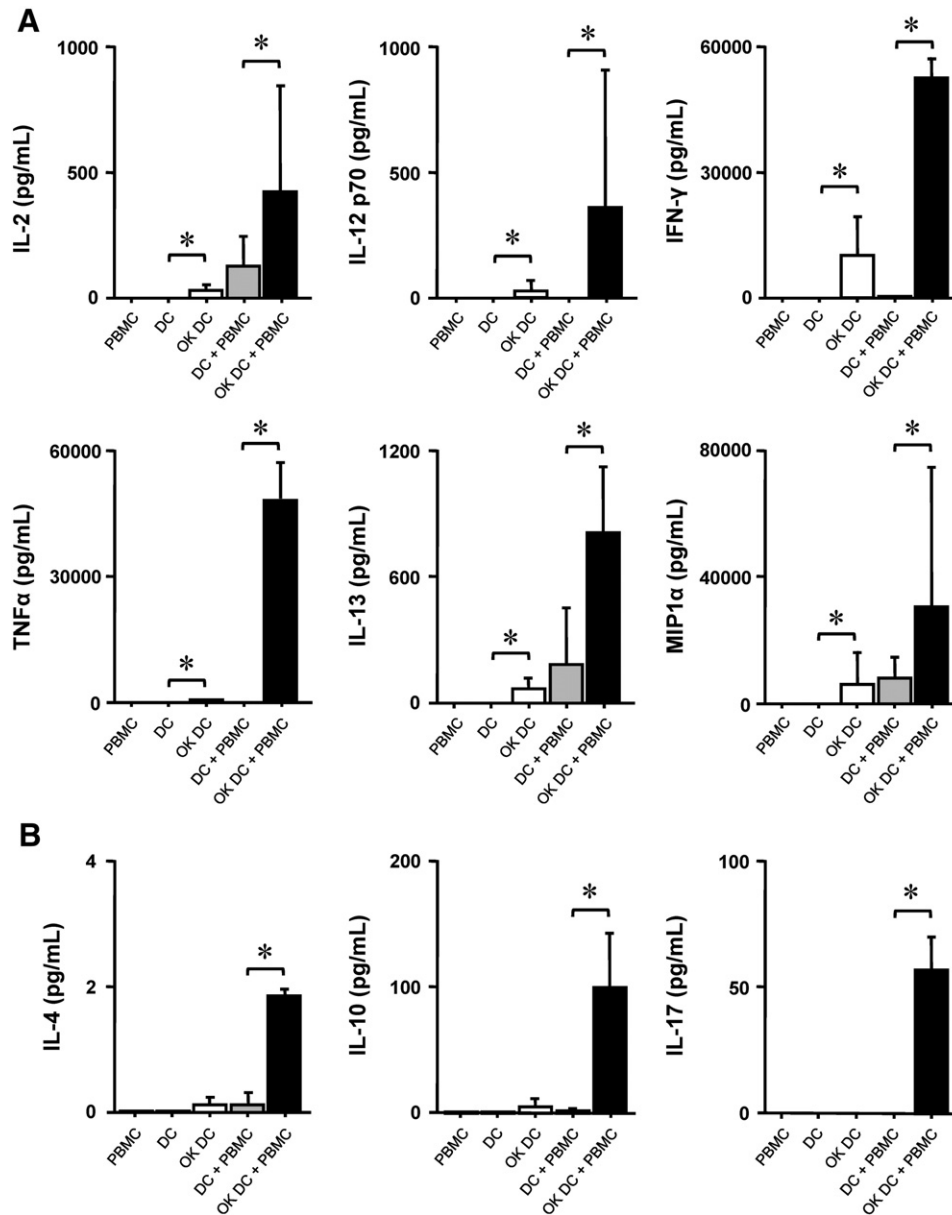 A
IL-2 (pg/mL)
1000
500
0
*
*
PBMC
DC
OK DC
DC + PBMC
OK DC + PBMC
IL-12 p70 (pg/mL)
1000
500
0
*
*
PBMC
DC
OK DC
DC + PBMC
OK DC + PBMC
IFN-γ (pg/mL)
60000
30000
0
*
*
PBMC
DC
OK DC
DC + PBMC
OK DC + PBMC
TNFα (pg/mL)
60000
30000
0
*
*
PBMC
DC
OK DC
DC + PBMC
OK DC + PBMC
IL-13 (pg/mL)
1200
600
0
*
*
PBMC
DC
OK DC
DC + PBMC
OK DC + PBMC
MIP1α (pg/mL)
80000
40000
0
*
*
PBMC
DC
OK DC
DC + PBMC
OK DC + PBMC
B
IL-4 (pg/mL)
4
2
0
*
PBMC
DC
OK DC
DC + PBMC
OK DC + PBMC
IL-10 (pg/mL)
200
100
0
*
PBMC
DC
OK DC
DC + PBMC
OK DC + PBMC
IL-17 (pg/mL)
100
50
0
*
PBMC
DC
OK DC
DC + PBMC
OK DC + PBMC